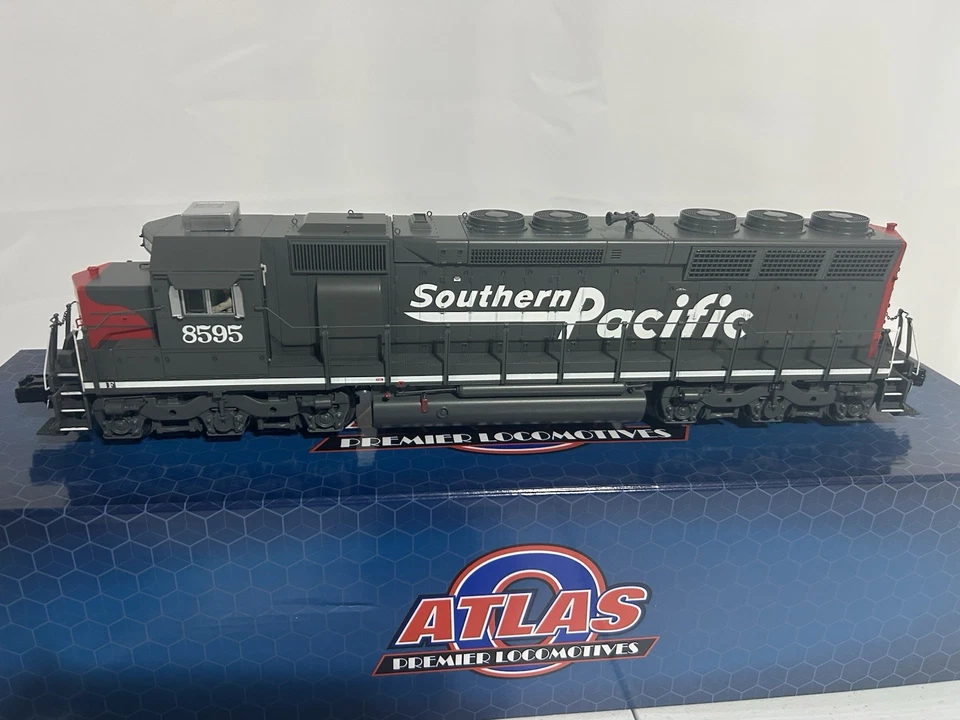 Southern Pacific
8595
F
PREMIER LOCOMOTIVES
ATLAS
O
PREMIER LOCOMOTIVES